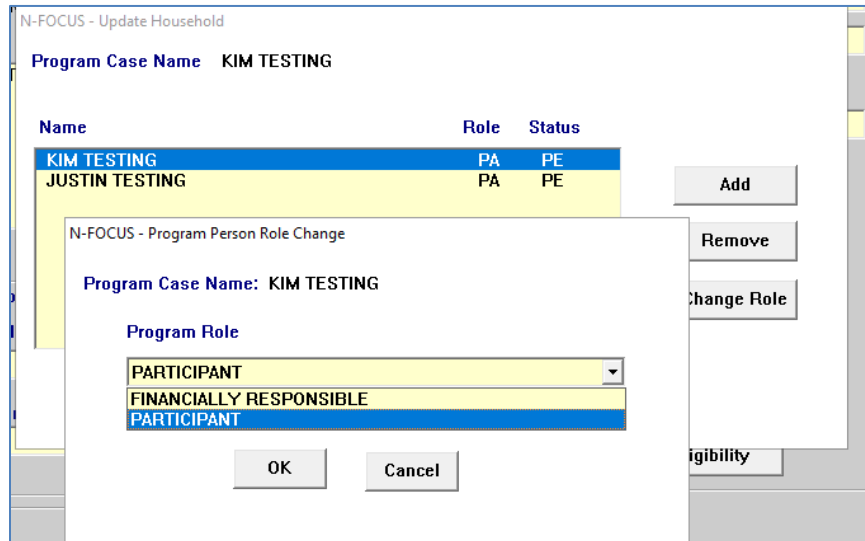 N-FOCUS - Update Household
Program Case Name KIM TESTING
Name Role Status
KIM TESTING PA PE
JUSTIN TESTING PA PE
Add
Remove
Change Role
N-FOCUS - Program Person Role Change
Program Case Name: KIM TESTING
Program Role
PARTICIPANT
FINANCIALLY RESPONSIBLE
PARTICIPANT
OK Cancel
igibility